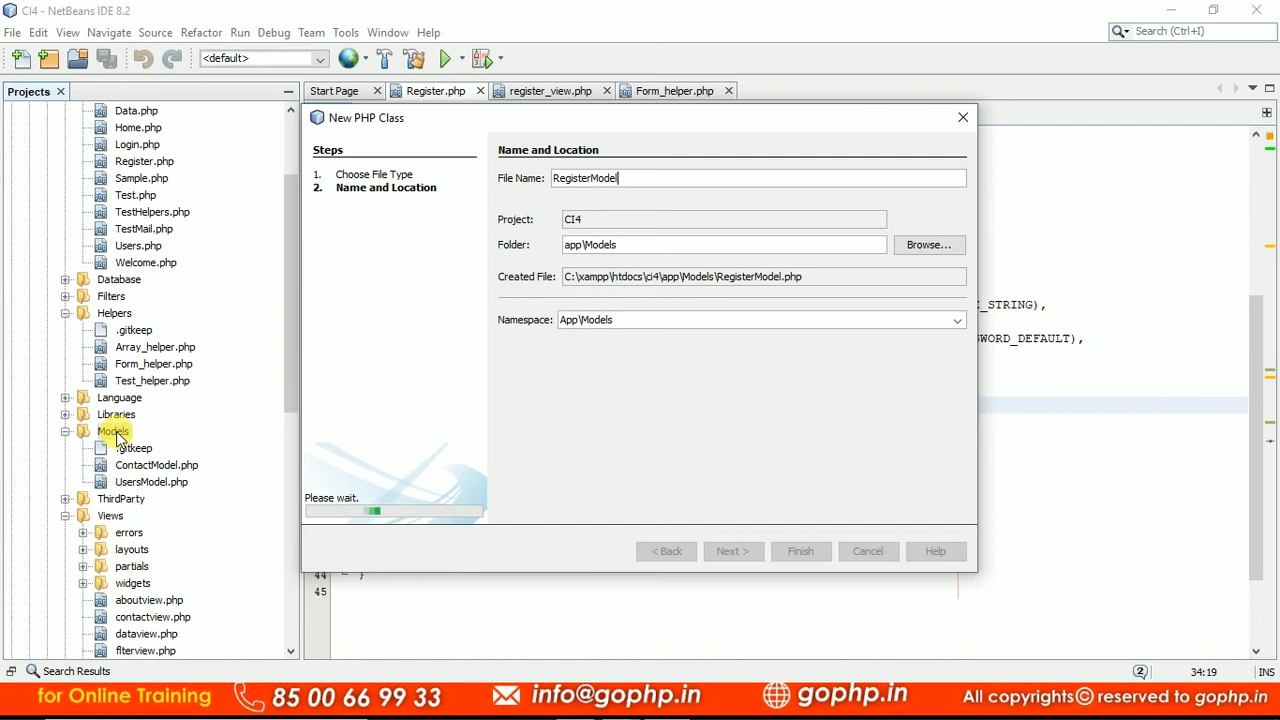 CI4 - NetBeans IDE 8.2
File Edit View Navigate Source Refactor Run Debug Team Tools Window Help
Search (Ctrl+I)
<default>
Projects
Start Page
Register.php
register_view.php
Form_helper.php
Data.php
Home.php
Login.php
Register.php
Sample.php
Test.php
TestHelpers.php
TestMail.php
Users.php
Welcome.php
Database
Filters
Helpers
.gitkeep
Array_helper.php
Form_helper.php
Test_helper.php
Language
Libraries
Models
.gitkeep
ContactModel.php
UsersModel.php
ThirdParty
Views
errors
layouts
partials
widgets
aboutview.php
contactview.php
dataview.php
flterview.php
New PHP Class
Steps
1. Choose File Type
2. Name and Location
Please wait.
Name and Location
File Name: RegisterModel
Project: CI4
Folder: app\Models
Browse...
Created File: C:\xampp\htdocs\ci4\app\Models\RegisterModel.php
Namespace: App\Models
< Back Next > Finish Cancel Help
_STRING),
SWORD_DEFAULT),
44 }
45
Search Results
2
34:19
INS
for Online Training 85 00 66 99 33 info@gophp.in gophp.in All copyrights© reserved to gophp.in